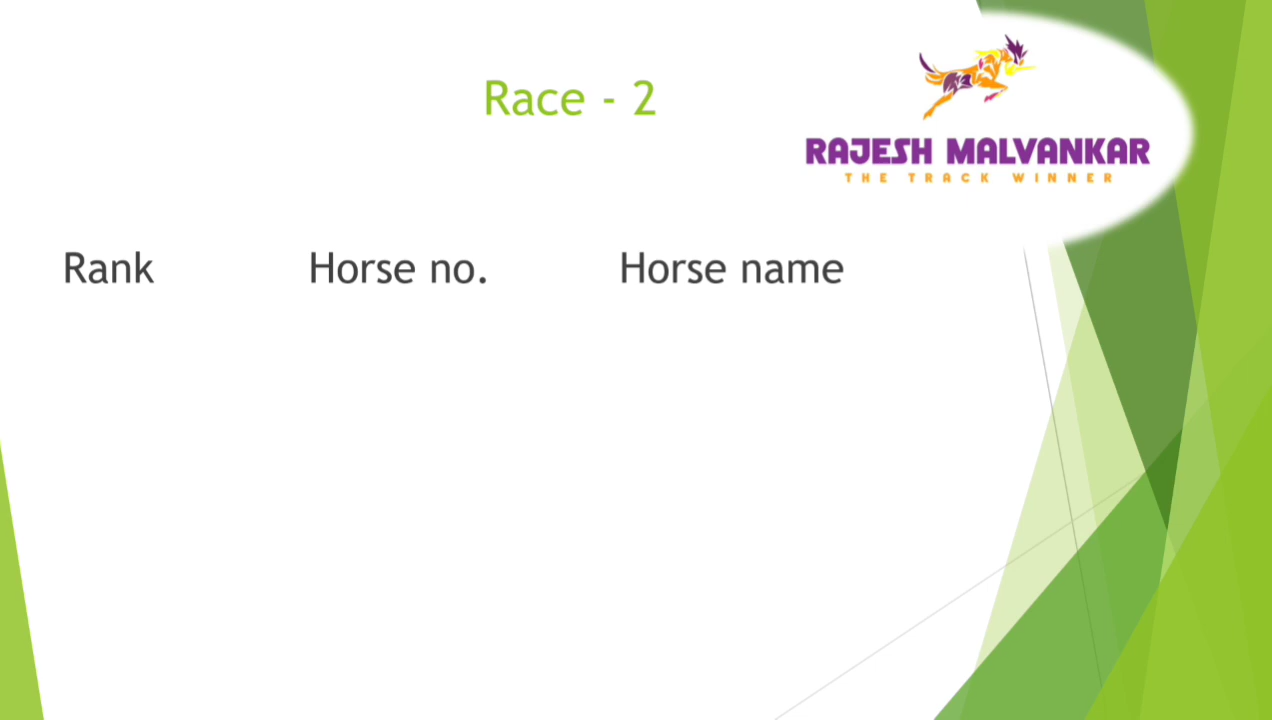 Race - 2
RAJESH MALVANKAR
THE TRACK WINNER
Rank Horse no. Horse name